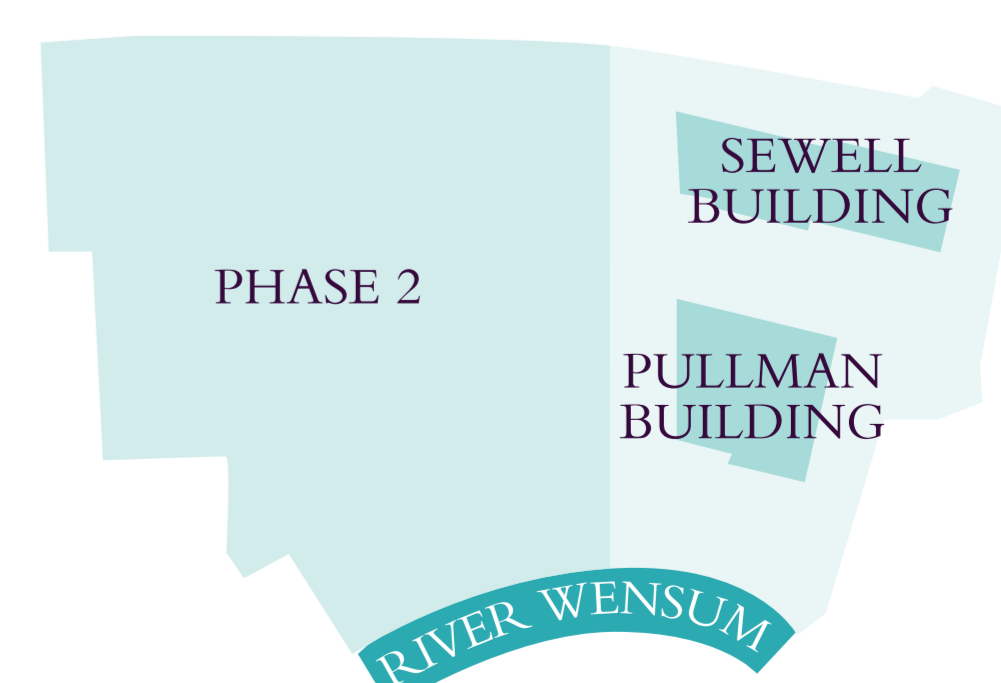 SEWELL
BUILDING
PHASE 2
PULLMAN
BUILDING
RIVER WENSUM